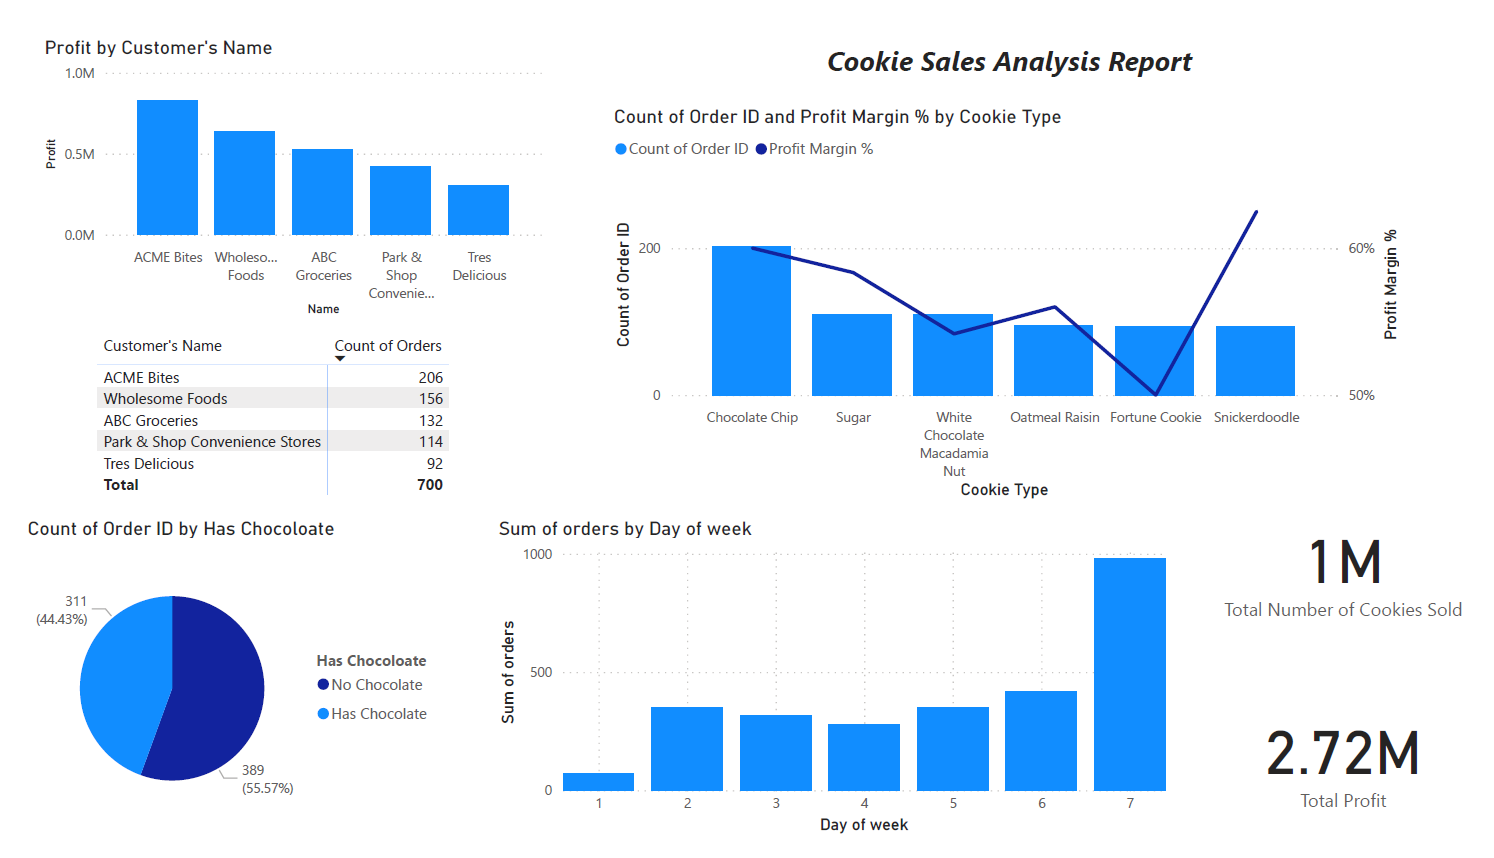 Profit by Customer's Name
1.0M
0.5M
0.0M
Profit
ACME Bites
Wholeso...
Foods
ABC
Groceries
Park &
Shop
Convenie...
Tres
Delicious
Name
Cookie Sales Analysis Report
Count of Order ID and Profit Margin % by Cookie Type
Count of Order ID
Profit Margin %
Count of Order ID
200
0
60%
50%
Profit Margin %
Chocolate Chip
Sugar
White
Chocolate
Macadamia
Nut
Oatmeal Raisin
Fortune Cookie
Snickerdoodle
Cookie Type
Customer's Name Count of Orders
ACME Bites 206
Wholesome Foods 156
ABC Groceries 132
Park & Shop Convenience Stores 114
Tres Delicious 92
Total 700
Count of Order ID by Has Chocoloate
311
(44.43%)
389
(55.57%)
Has Chocoloate
No Chocolate
Has Chocolate
Sum of orders by Day of week
1000
500
0
Sum of orders
1 2 3 4 5 6 7
Day of week
1M
Total Number of Cookies Sold
2.72M
Total Profit